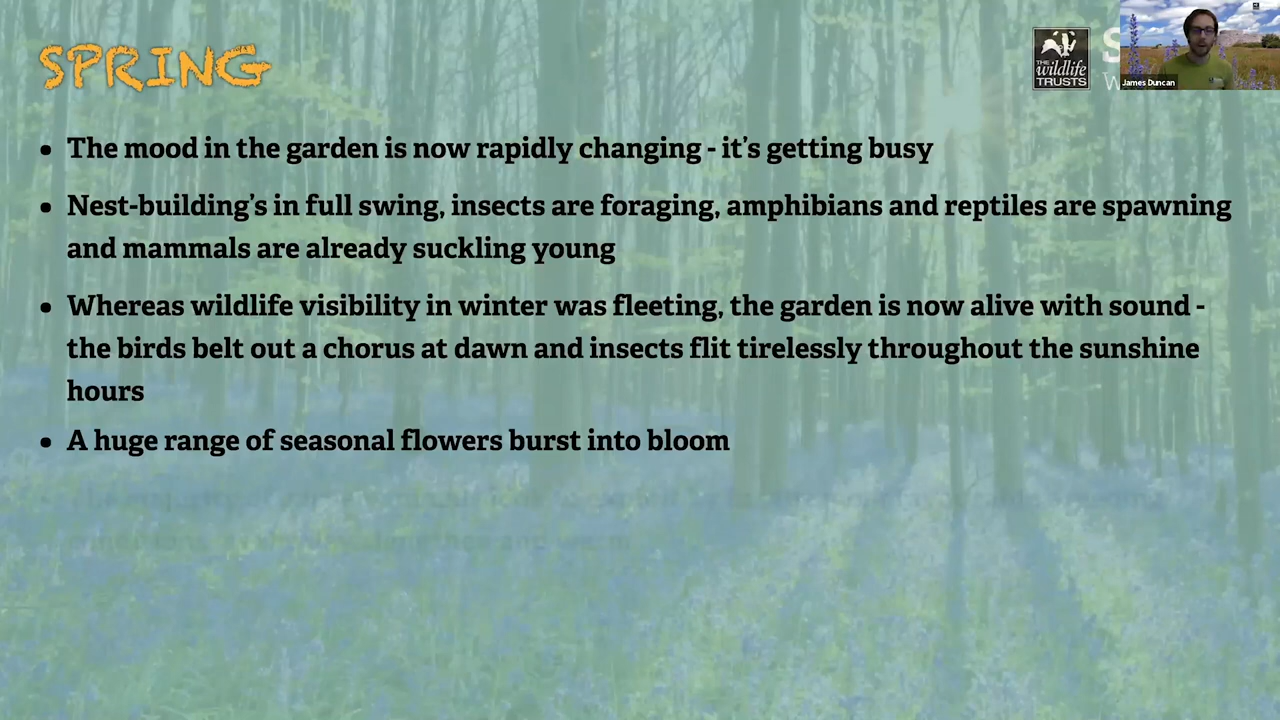 SPRING
THE
wildlife
TRUSTS
S
W
James Duncan
• The mood in the garden is now rapidly changing - it's getting busy
• Nest-building's in full swing, insects are foraging, amphibians and reptiles are spawning
and mammals are already suckling young
• Whereas wildlife visibility in winter was fleeting, the garden is now alive with sound -
the birds belt out a chorus at dawn and insects flit tirelessly throughout the sunshine
hours
• A huge range of seasonal flowers burst into bloom